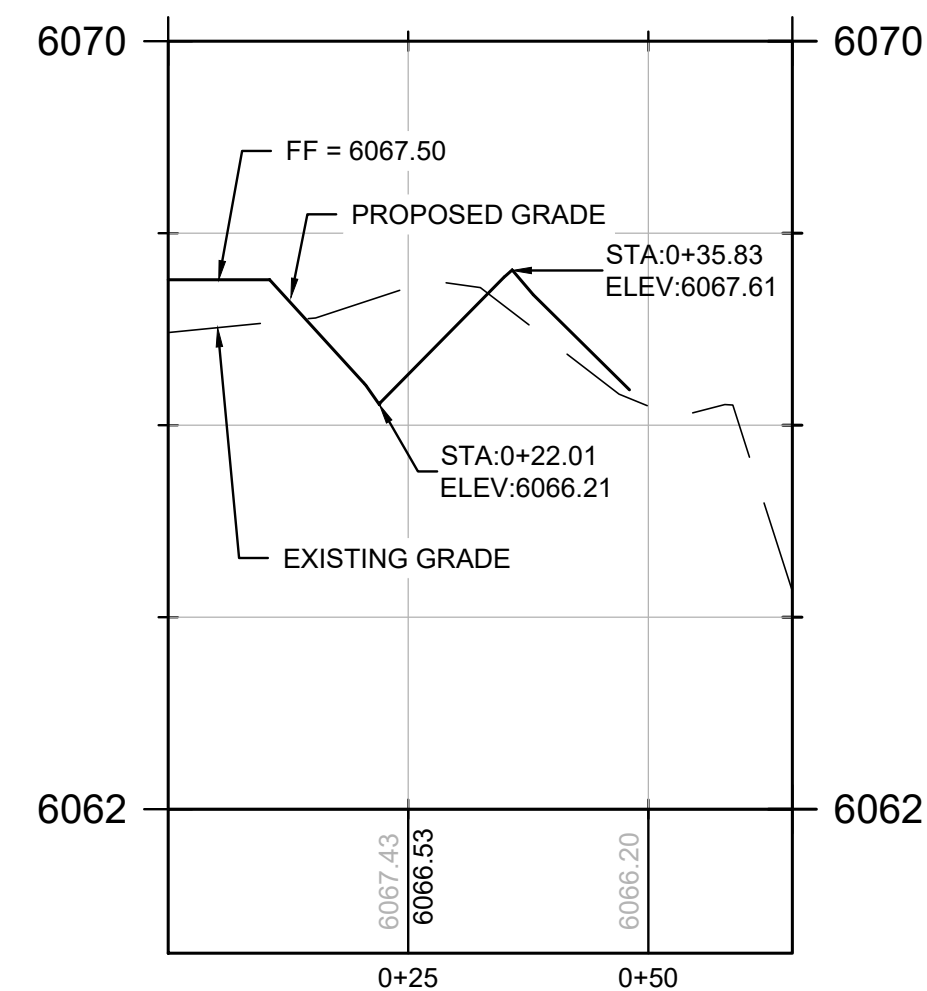 6070
6070
FF = 6067.50
PROPOSED GRADE
STA:0+35.83
ELEV:6067.61
STA:0+22.01
ELEV:6066.21
EXISTING GRADE
6062
6062
6067.43
6066.53
6066.20
0+25
0+50